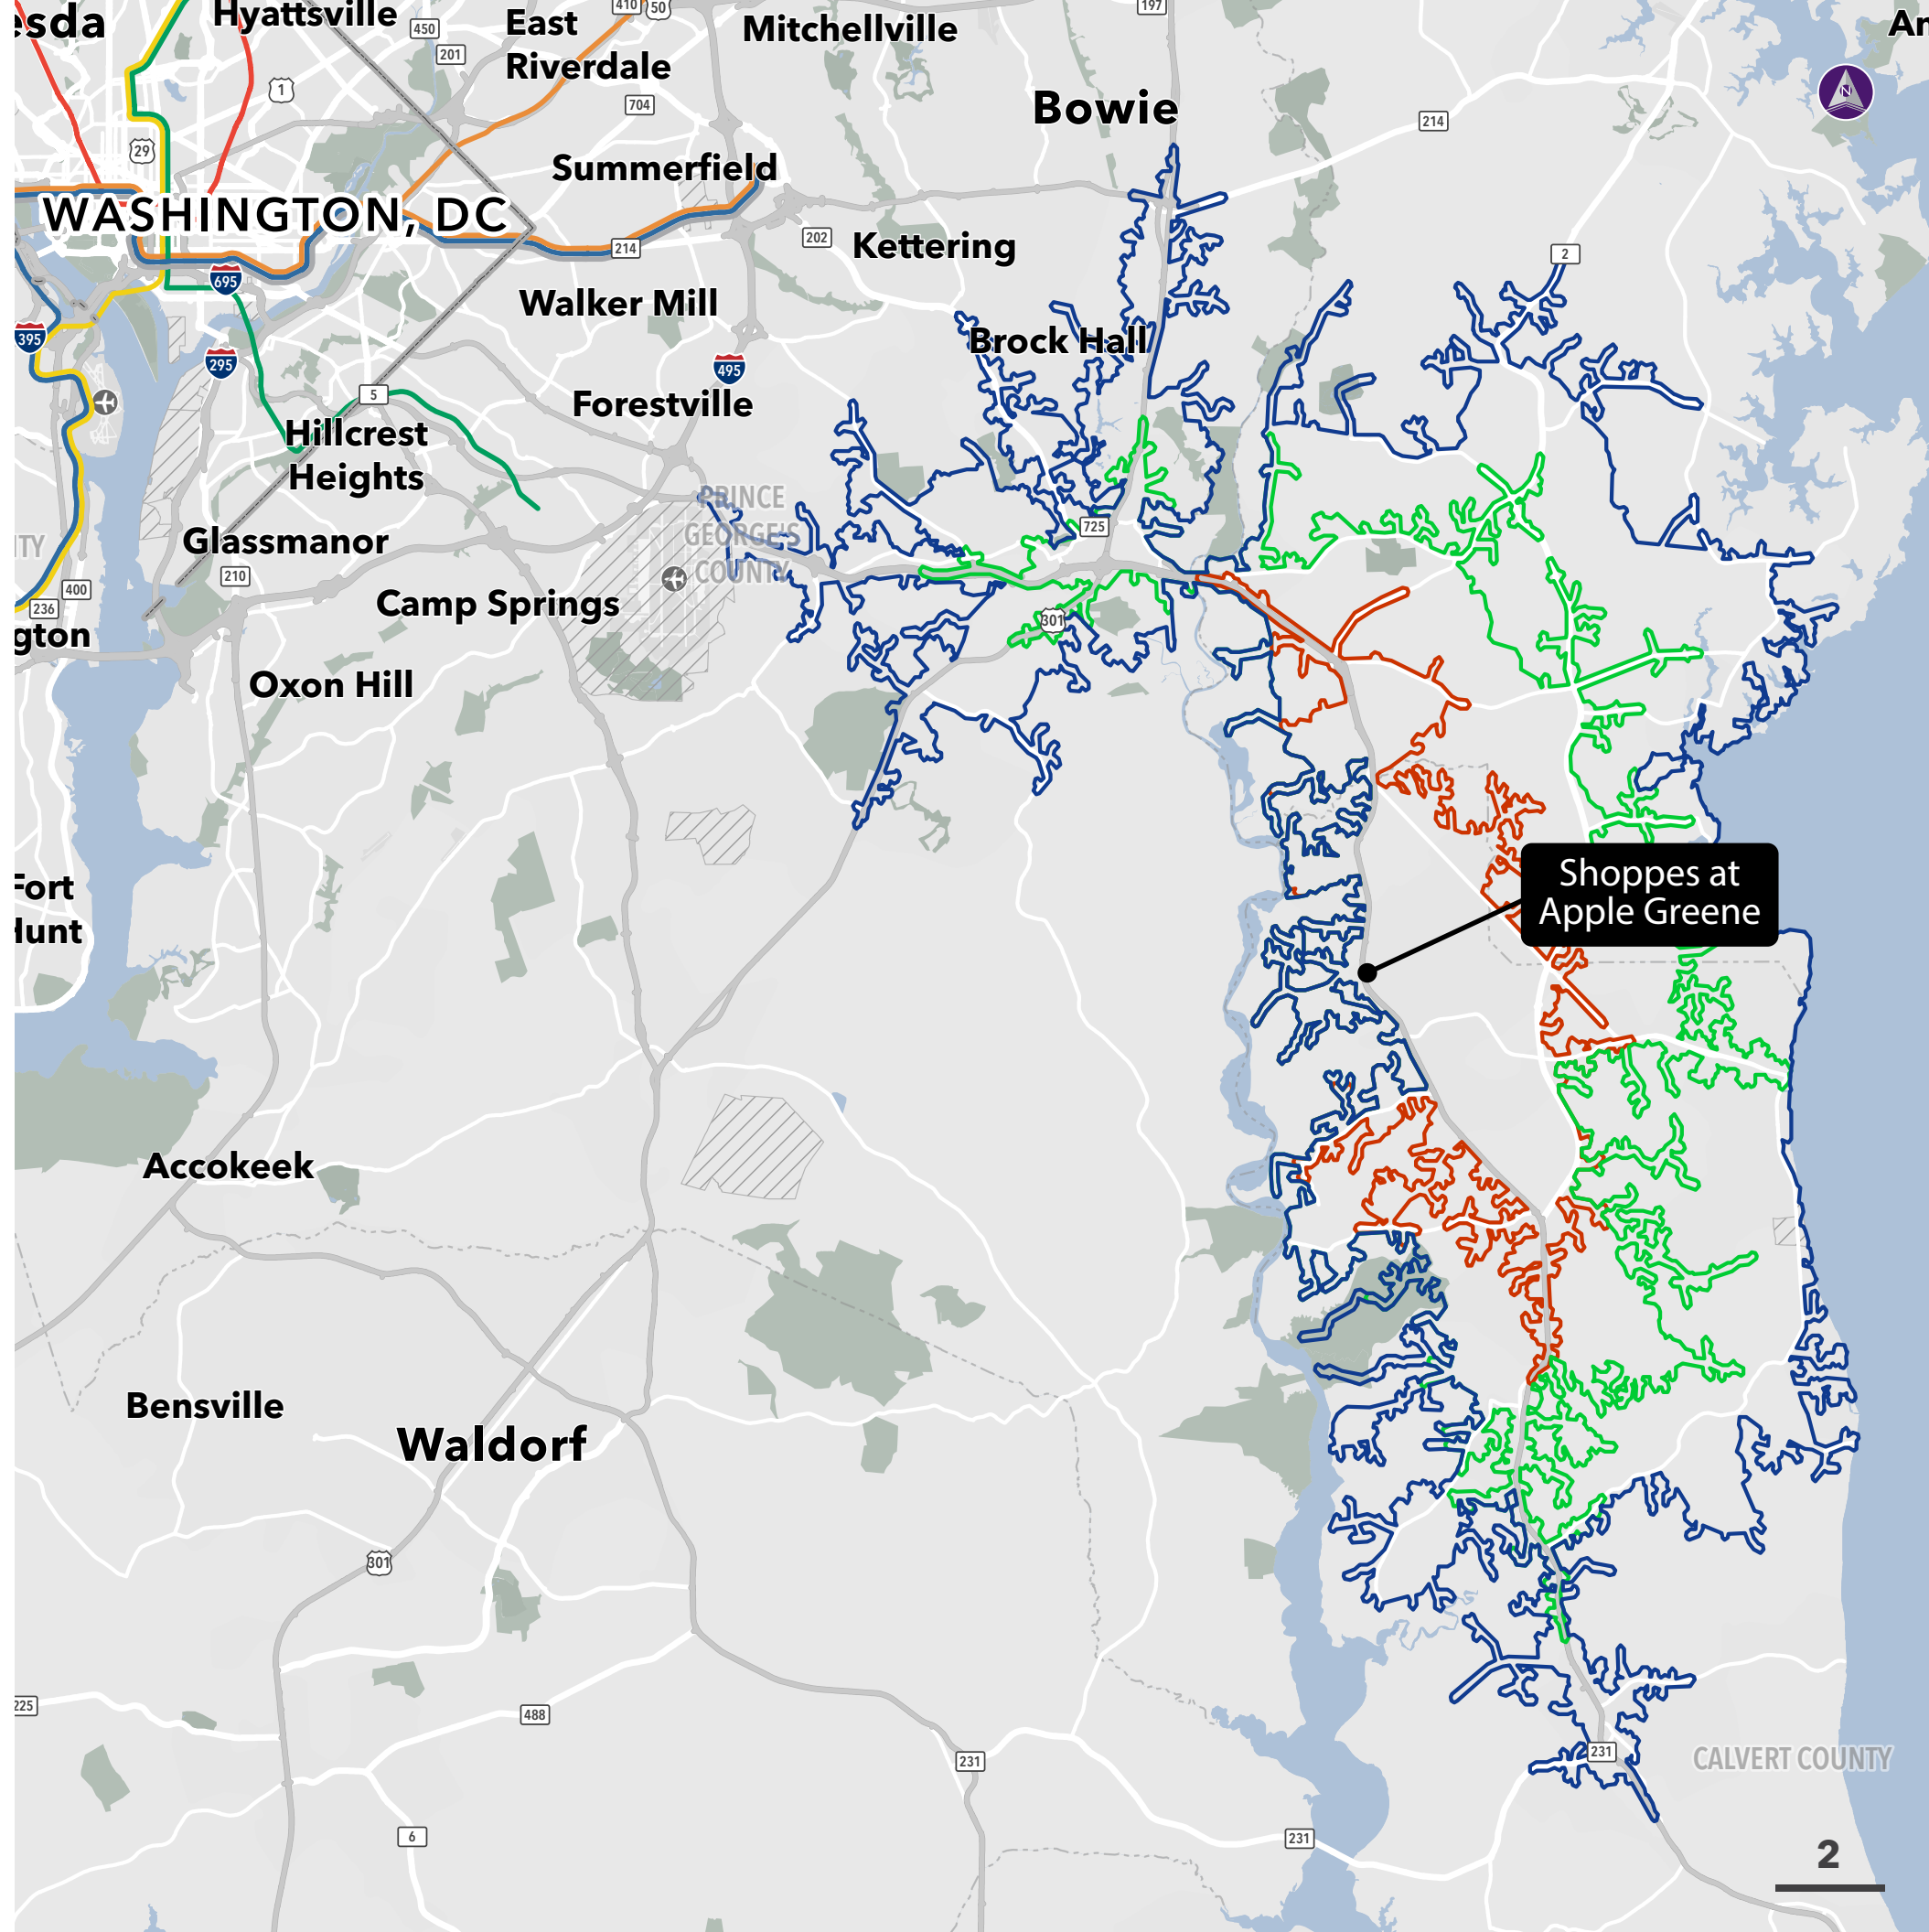 esda
Hyattsville
450
201
East
Riverdale
410
50
Mitchellville
197
An
N
1
704
Bowie
214
29
Summerfield
WASHINGTON, DC
202
214
Kettering
2
695
Walker Mill
395
295
Brock Hall
495
5
Forestville
Hillcrest
Heights
PRINCE
GEORGE'S
COUNTY
725
Glassmanor
TY
210
400
236
Camp Springs
301
gton
Oxon Hill
Fort
Hunt
Shoppes at
Apple Greene
Accokeek
Bensville
Waldorf
301
225
488
231
231
CALVERT COUNTY
6
231
2